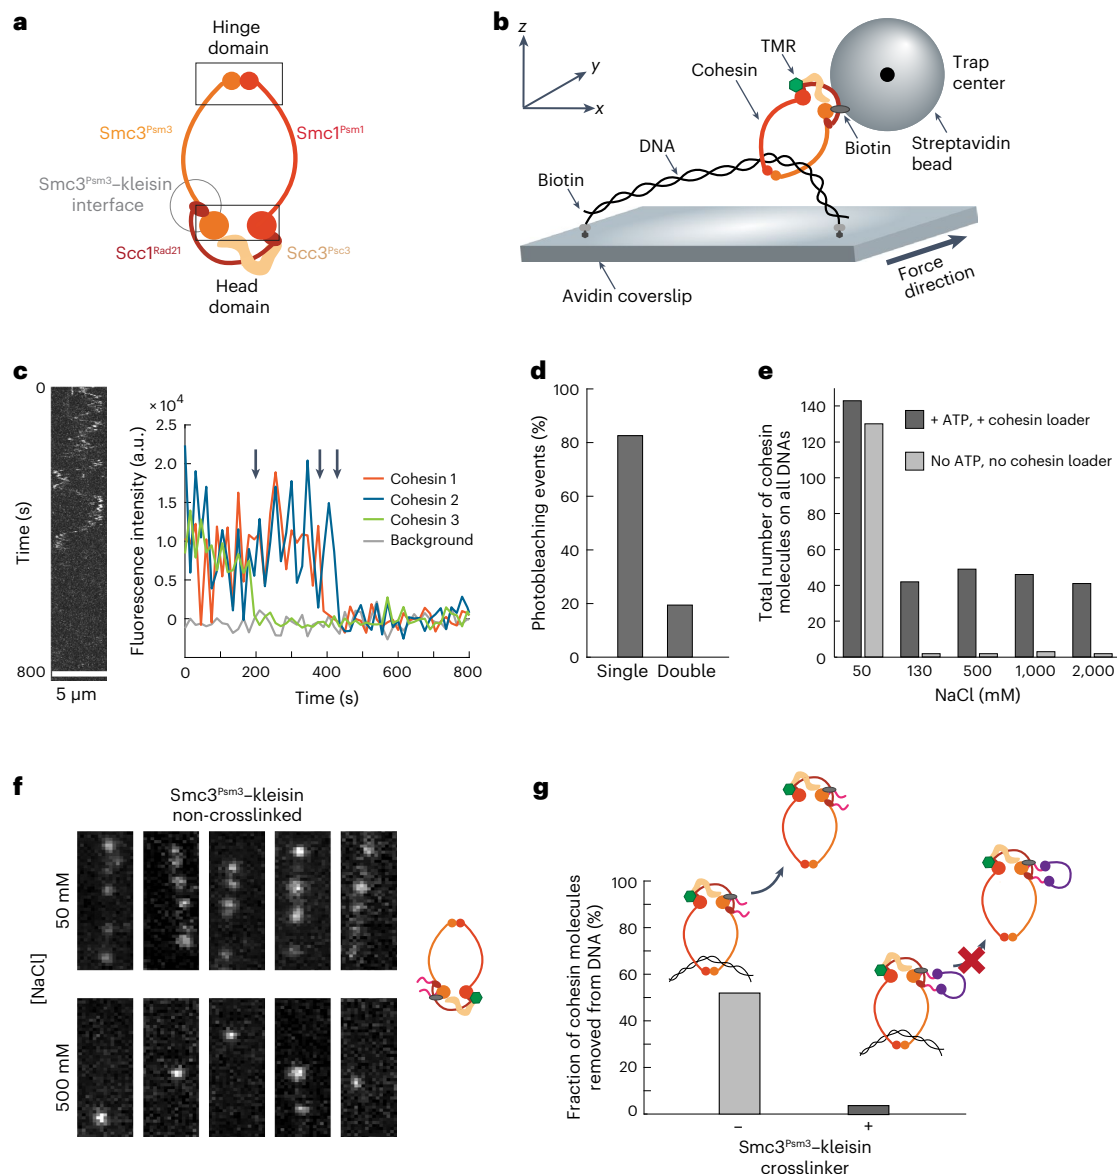 a
Hinge
domain
Smc3Psm3
Smc1Psm1
Smc3Psm3–kleisin
interface
Scc1Rad21
Scc3Psc3
Head
domain
b
z
y
x
TMR
Cohesin
Trap
center
DNA
Biotin
Streptavidin
bead
Biotin
Avidin coverslip
Force
direction
c
0
Time (s)
800
5 µm
× 10⁴
Fluorescence intensity (a.u.)
2.5
2.0
1.5
1.0
0.5
0
0 200 400 600 800
Time (s)
Cohesin 1
Cohesin 2
Cohesin 3
Background
d
Photobleaching events (%)
100
80
60
40
20
0
Single Double
e
Total number of cohesin
molecules on all DNAs
140
120
100
80
60
40
20
0
50 130 500 1,000 2,000
NaCl (mM)
+ ATP, + cohesin loader
No ATP, no cohesin loader
f
Smc3Psm3–kleisin
non-crosslinked
[NaCl]
50 mM
500 mM
g
Fraction of cohesin molecules
removed from DNA (%)
100
80
60
40
20
0
– +
Smc3Psm3–kleisin
crosslinker